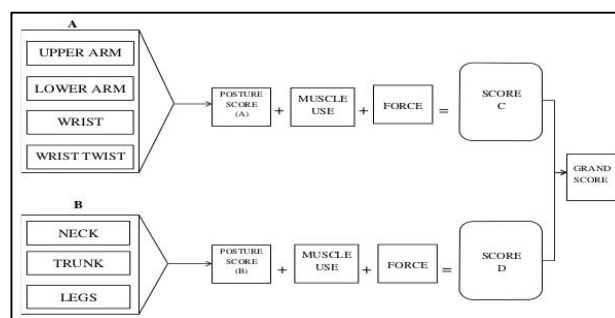 A
UPPER ARM
LOWER ARM
WRIST
WRIST TWIST
POSTURE
SCORE
(A)
+
MUSCLE
USE
+
FORCE
=
SCORE
C
GRAND
SCORE
B
NECK
TRUNK
LEGS
POSTURE
SCORE
(B)
+
MUSCLE
USE
+
FORCE
=
SCORE
D